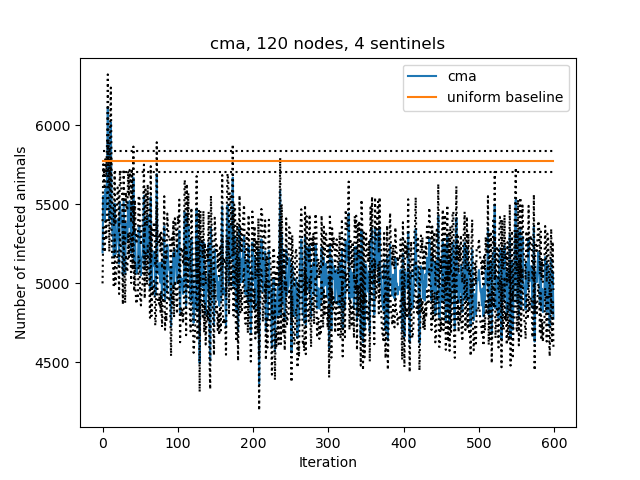 cma, 120 nodes, 4 sentinels
cma
uniform baseline
Number of infected animals
6000
5500
5000
4500
0 100 200 300 400 500 600
Iteration